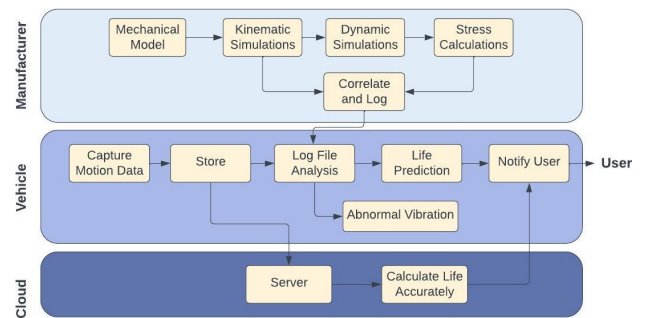 Manufacturer
Mechanical
Model
Kinematic
Simulations
Dynamic
Simulations
Stress
Calculations
Correlate
and Log
Vehicle
Capture
Motion Data
Store
Log File
Analysis
Life
Prediction
Notify User
User
Abnormal Vibration
Cloud
Server
Calculate Life
Accurately